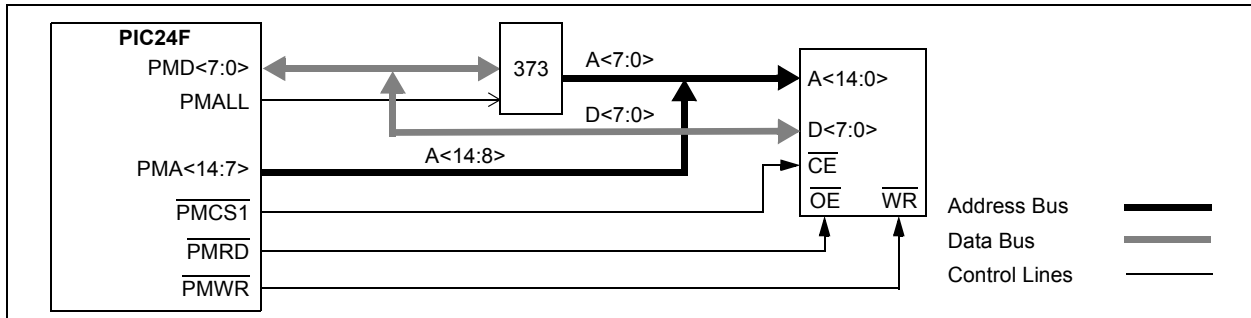 PIC24F
PMD<7:0>
373
A<7:0>
A<14:0>
PMALL
D<7:0>
D<7:0>
A<14:8>
PMA<14:7>
CE
PMCS1
OE
WR
Address Bus
PMRD
Data Bus
PMWR
Control Lines